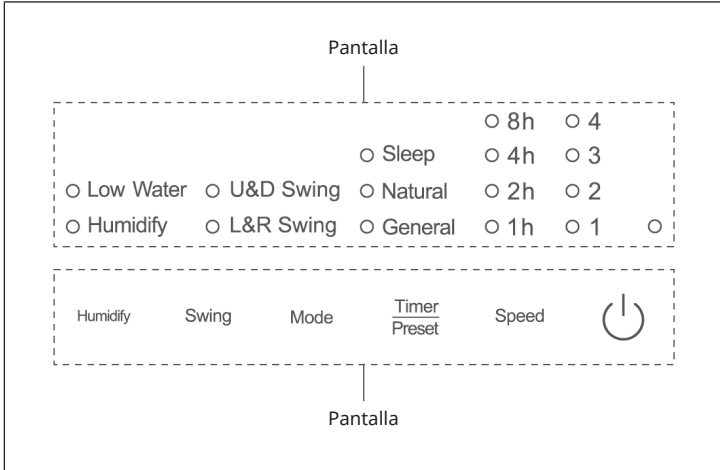 Pantalla
8h 4
Sleep 4h 3
Low Water U&D Swing Natural 2h 2
Humidify L&R Swing General 1h 1
Humidify Swing Mode Timer Speed
Preset
Pantalla